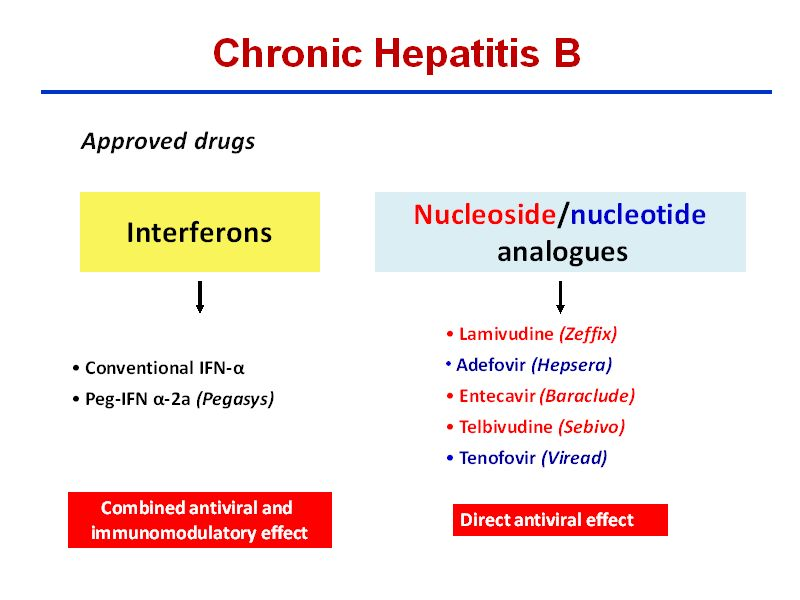 Chronic Hepatitis B
Approved drugs
Interferons
• Conventional IFN-α
• Peg-IFN α-2a (Pegasys)
Combined antiviral and
immunomodulatory effect
Nucleoside/nucleotide
analogues
• Lamivudine (Zeffix)
• Adefovir (Hepsera)
• Entecavir (Baraclude)
• Telbivudine (Sebivo)
• Tenofovir (Viread)
Direct antiviral effect